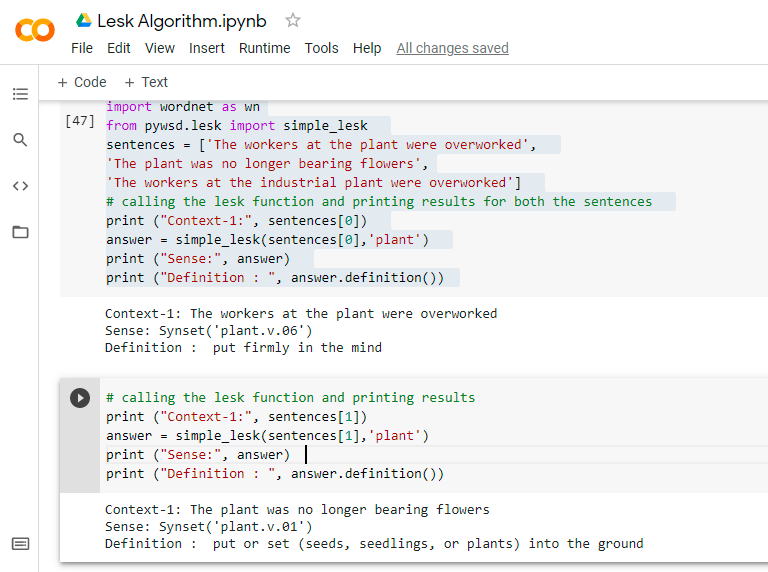 Lesk Algorithm.ipynb
File Edit View Insert Runtime Tools Help All changes saved
+ Code + Text
import wordnet as wn
[47] from pywsd.lesk import simple_lesk
sentences = ['The workers at the plant were overworked',
'The plant was no longer bearing flowers',
'The workers at the industrial plant were overworked']
# calling the lesk function and printing results for both the sentences
print ("Context-1:", sentences[0])
answer = simple_lesk(sentences[0],'plant')
print ("Sense:", answer)
print ("Definition : ", answer.definition())
Context-1: The workers at the plant were overworked
Sense: Synset('plant.v.06')
Definition :  put firmly in the mind
# calling the lesk function and printing results
print ("Context-1:", sentences[1])
answer = simple_lesk(sentences[1],'plant')
print ("Sense:", answer)
print ("Definition : ", answer.definition())
Context-1: The plant was no longer bearing flowers
Sense: Synset('plant.v.01')
Definition :  put or set (seeds, seedlings, or plants) into the ground